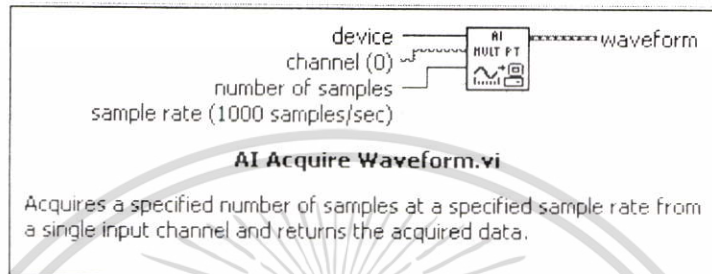 device
channel (0)
number of samples
sample rate (1000 samples/sec)
AI
MULT PT
waveform
AI Acquire Waveform.vi
Acquires a specified number of samples at a specified sample rate from
a single input channel and returns the acquired data.